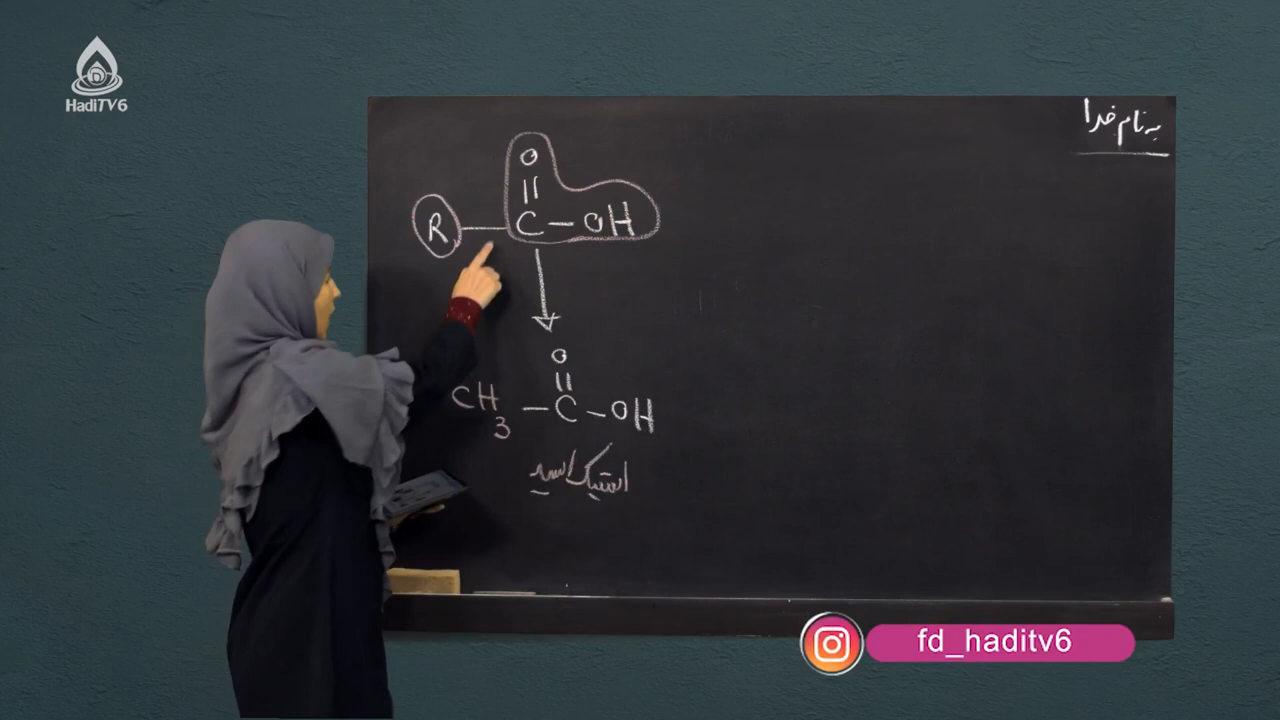 HadiTV6
به نام خدا
O
||
R — C — OH
O
||
CH3 — C — OH
استیک اسید
fd_haditv6